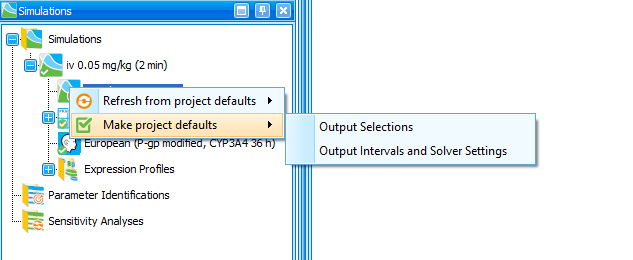 Simulations
Simulations
iv 0.05 mg/kg (2 min)
Refresh from project defaults
Make project defaults
Output Selections
Output Intervals and Solver Settings
European (P-gp modified, CYP3A4 36 h)
Expression Profiles
Parameter Identifications
Sensitivity Analyses